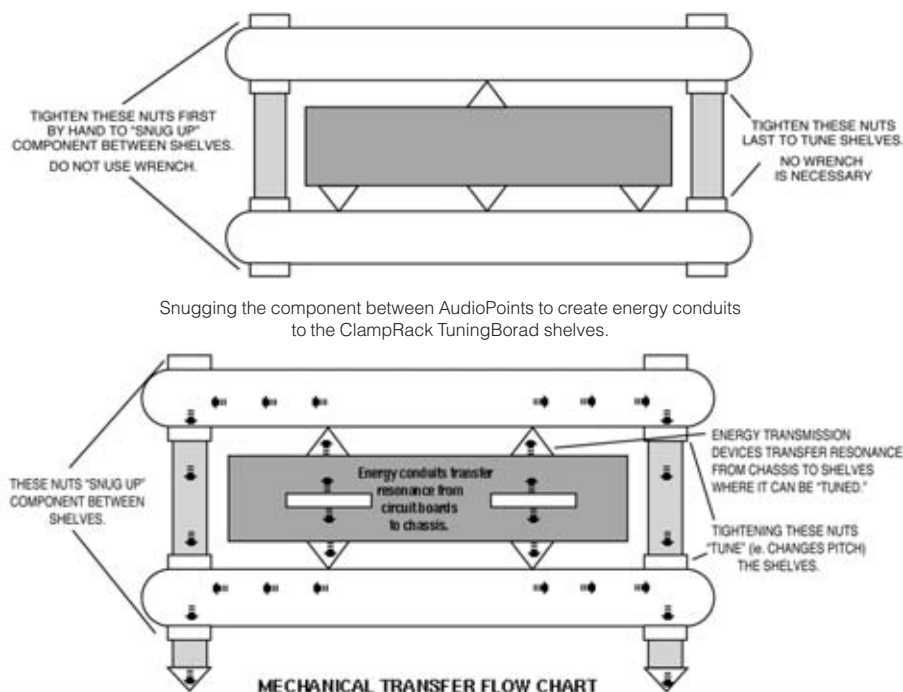 TIGHTEN THESE NUTS FIRST
BY HAND TO “SNUG UP”
COMPONENT BETWEEN SHELVES.
DO NOT USE WRENCH.
TIGHTEN THESE NUTS
LAST TO TUNE SHELVES.
NO WRENCH
IS NECESSARY
Snugging the component between AudioPoints to create energy conduits
to the ClampRack TuningBorad shelves.
THESE NUTS “SNUG UP”
COMPONENT BETWEEN
SHELVES.
Energy conduits transfer
resonance from
circuit boards
to chassis.
ENERGY TRANSMISSION
DEVICES TRANSFER RESONANCE
FROM CHASSIS TO SHELVES
WHERE IT CAN BE “TUNED.”
TIGHTENING THESE NUTS
“TUNE” (ie. CHANGES PITCH)
THE SHELVES.
MECHANICAL TRANSFER FLOW CHART